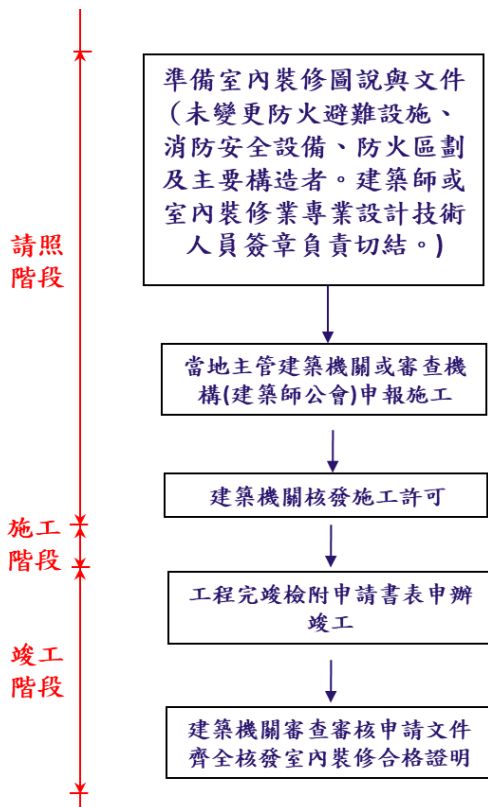 準備室內裝修圖說與文件
(未變更防火避難設施、
消防安全設備、防火區劃
及主要構造者。建築師或
室內裝修業專業設計技術
人員簽章負責切結。)
請照
階段
當地主管建築機關或審查機
構(建築師公會)申報施工
建築機關核發施工許可
施工
階段
工程完竣檢附申請書表申辦
竣工
竣工
階段
建築機關審查審核申請文件
齊全核發室內裝修合格證明